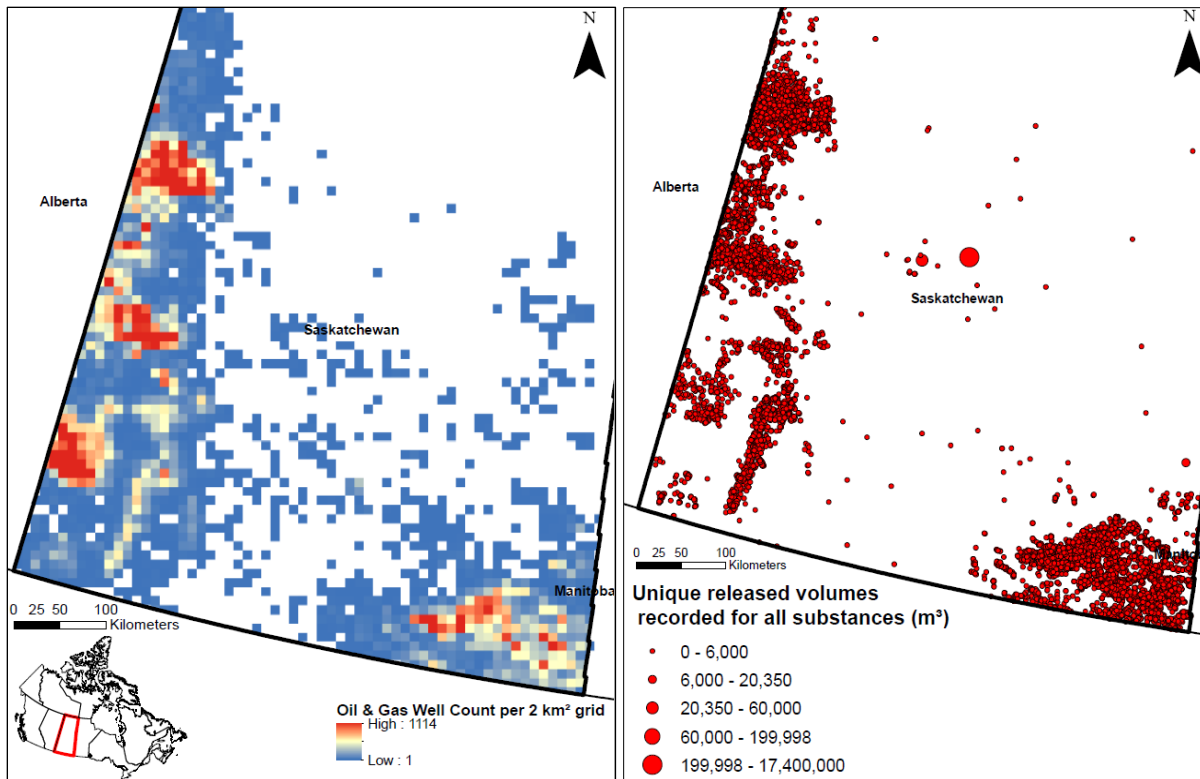 N
Alberta
Saskatchewan
Manitoba
0 25 50 100
Kilometers
Oil & Gas Well Count per 2 km² grid
High : 1114
Low : 1
N
Alberta
Saskatchewan
0 25 50 100
Kilometers
Unique released volumes
recorded for all substances (m³)
0 - 6,000
6,000 - 20,350
20,350 - 60,000
60,000 - 199,998
199,998 - 17,400,000